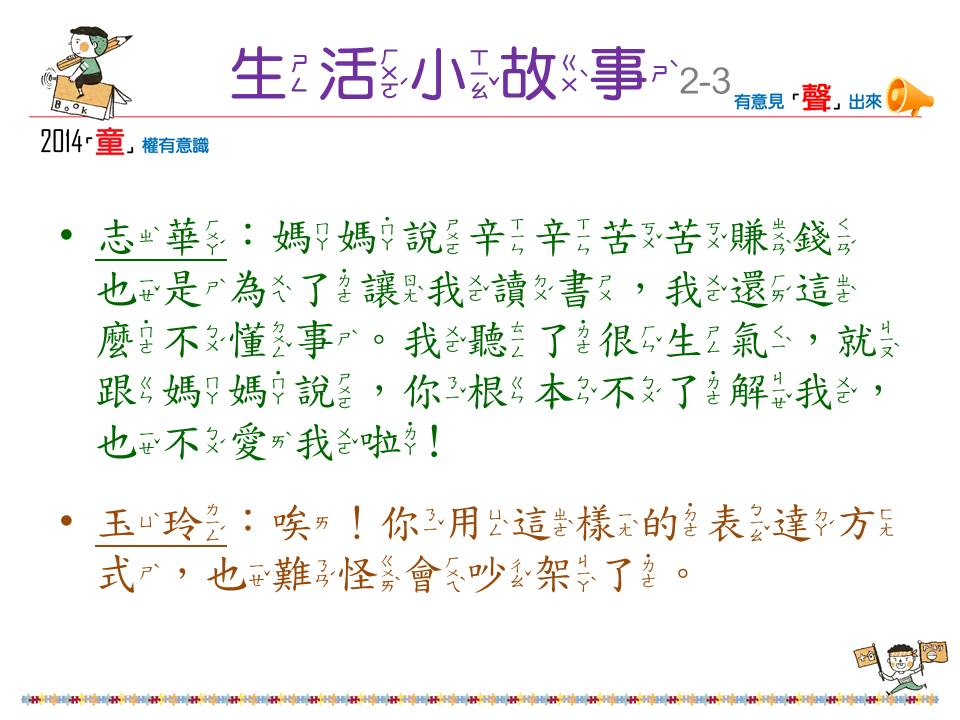 生活小故事2-3
有意見「聲」出來
Book
2014「童」權有意識
• 志華：媽媽說辛辛苦苦賺錢
也是為了讓我讀書，我還這
麼不懂事。我聽了很生氣，就
跟媽媽說，你根本不了解我，
也不愛我啦！
• 玉玲：唉！你用這樣的表達方
式，也難怪會吵架了。